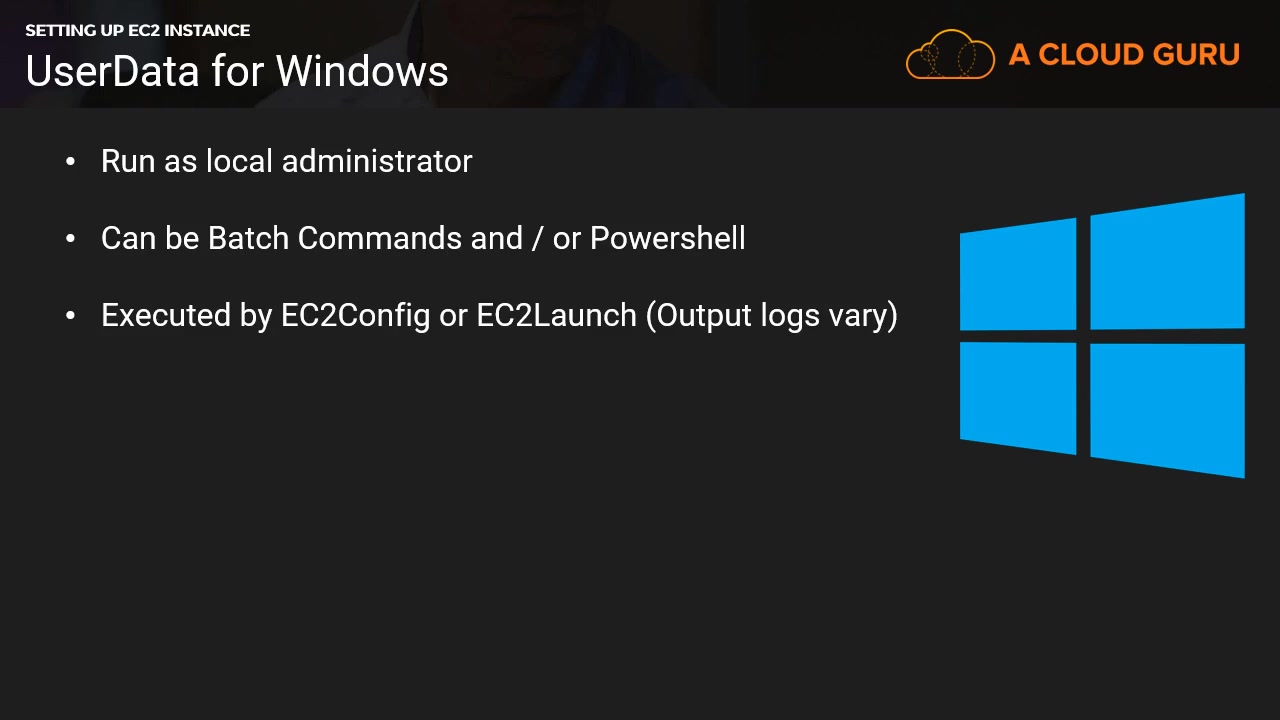 SETTING UP EC2 INSTANCE
UserData for Windows
A CLOUD GURU
• Run as local administrator
• Can be Batch Commands and / or Powershell
• Executed by EC2Config or EC2Launch (Output logs vary)